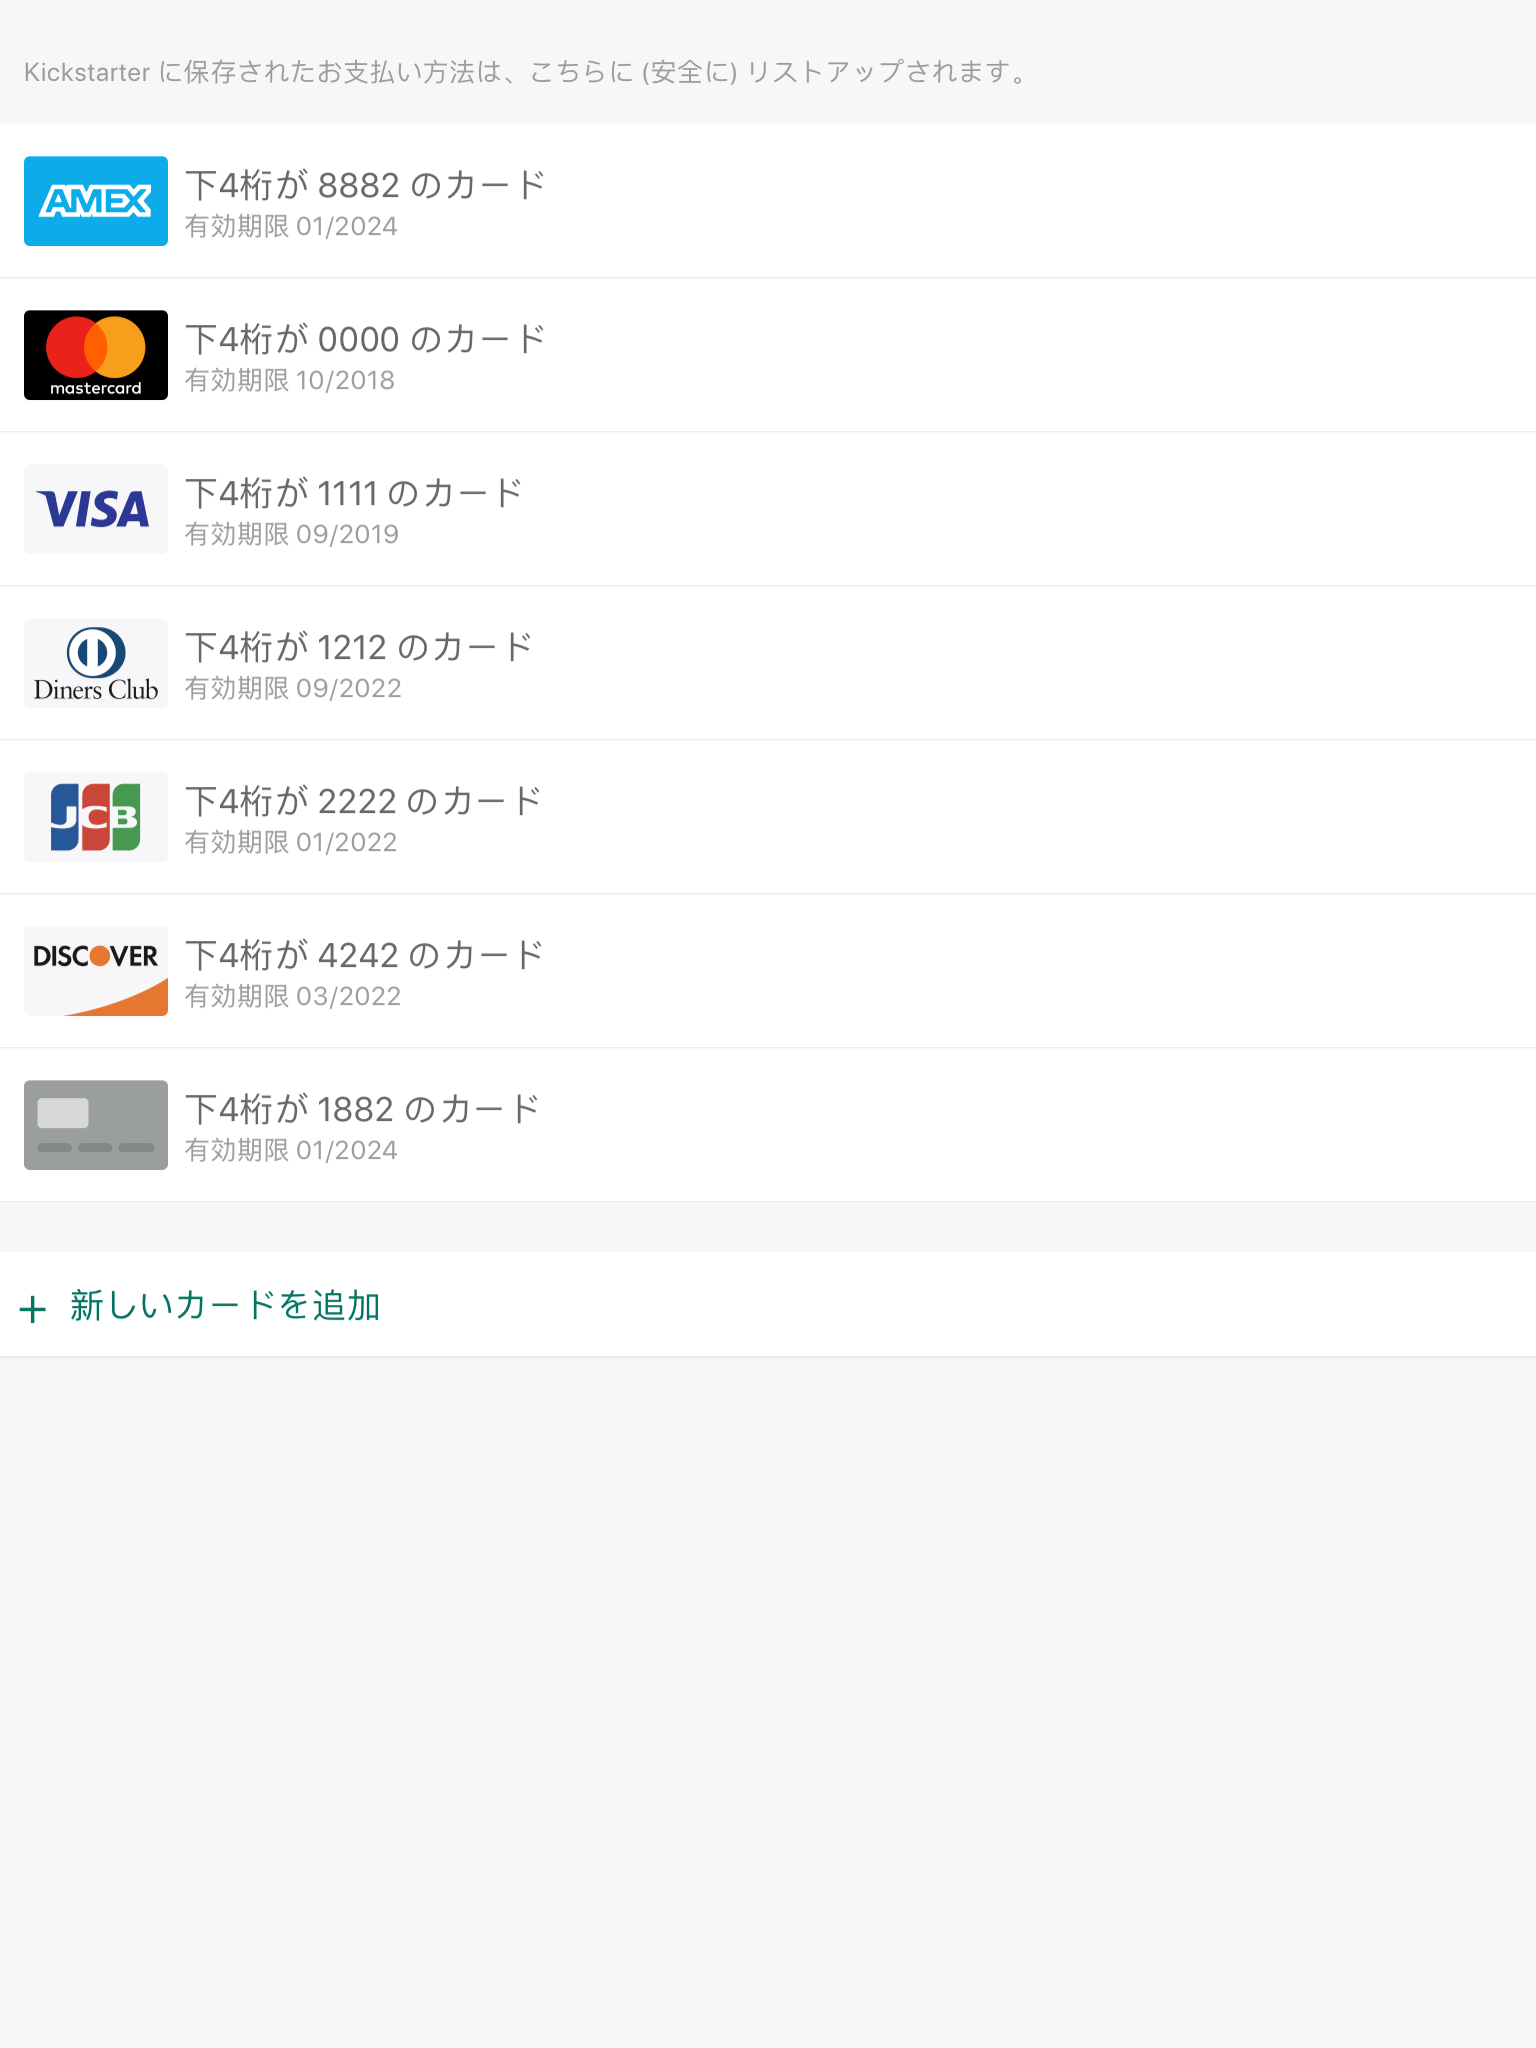 Kickstarter に保存されたお支払い方法は、こちらに (安全に) リストアップされます。
AMEX
下4桁が 8882 のカード
有効期限 01/2024
mastercard
下4桁が 0000 のカード
有効期限 10/2018
VISA
下4桁が 1111 のカード
有効期限 09/2019
Diners Club
下4桁が 1212 のカード
有効期限 09/2022
JCB
下4桁が 2222 のカード
有効期限 01/2022
DISCOVER
下4桁が 4242 のカード
有効期限 03/2022
下4桁が 1882 のカード
有効期限 01/2024
+ 新しいカードを追加